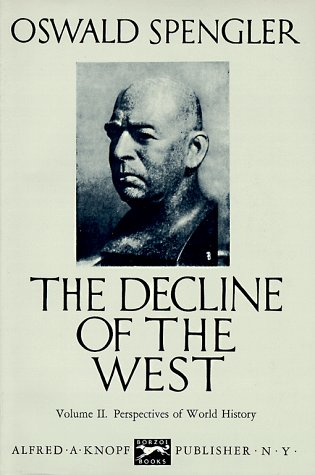 OSWALD SPENGLER
THE DECLINE
OF THE
WEST
Volume II. Perspectives of World History
ALFRED · A · KNOPF BORZOI BOOKS PUBLISHER · N · Y ·